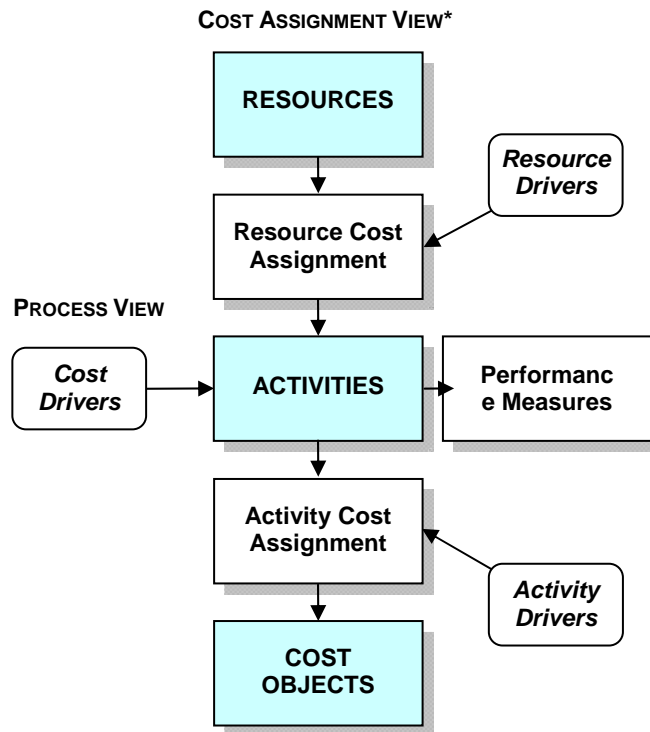 COST ASSIGNMENT VIEW*
RESOURCES
Resource
Drivers
Resource Cost
Assignment
PROCESS VIEW
Cost
Drivers
ACTIVITIES
Performanc
e Measures
Activity Cost
Assignment
Activity
Drivers
COST
OBJECTS